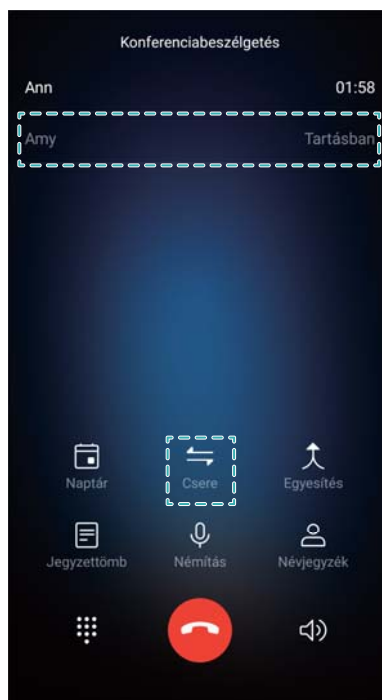 Konferenciabeszélgetés
Ann 01:58
Amy Tartásban
Naptár Csere Egyesítés
Jegyzettömb Némítás Névjegyzék